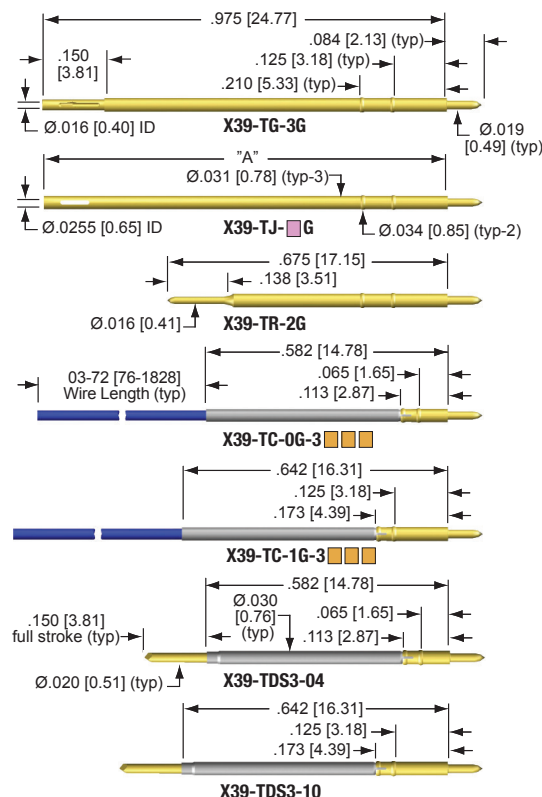 .975 [24.77]
.084 [2.13] (typ)
.150
[3.81]
.125 [3.18] (typ)
.210 [5.33] (typ)
Ø.016 [0.40] ID
X39-TG-3G
Ø.019
[0.49] (typ)
"A"
Ø.031 [0.78] (typ-3)
Ø.0255 [0.65] ID
X39-TJ-□G
Ø.034 [0.85] (typ-2)
.675 [17.15]
.138 [3.51]
Ø.016 [0.41]
X39-TR-2G
.582 [14.78]
03-72 [76-1828]
Wire Length (typ)
.065 [1.65]
.113 [2.87]
X39-TC-0G-3□□□
.642 [16.31]
.125 [3.18]
.173 [4.39]
X39-TC-1G-3□□□
.582 [14.78]
.150 [3.81]
full stroke (typ)
Ø.030
[0.76]
(typ)
.065 [1.65]
.113 [2.87]
Ø.020 [0.51] (typ)
X39-TDS3-04
.642 [16.31]
.125 [3.18]
.173 [4.39]
X39-TDS3-10